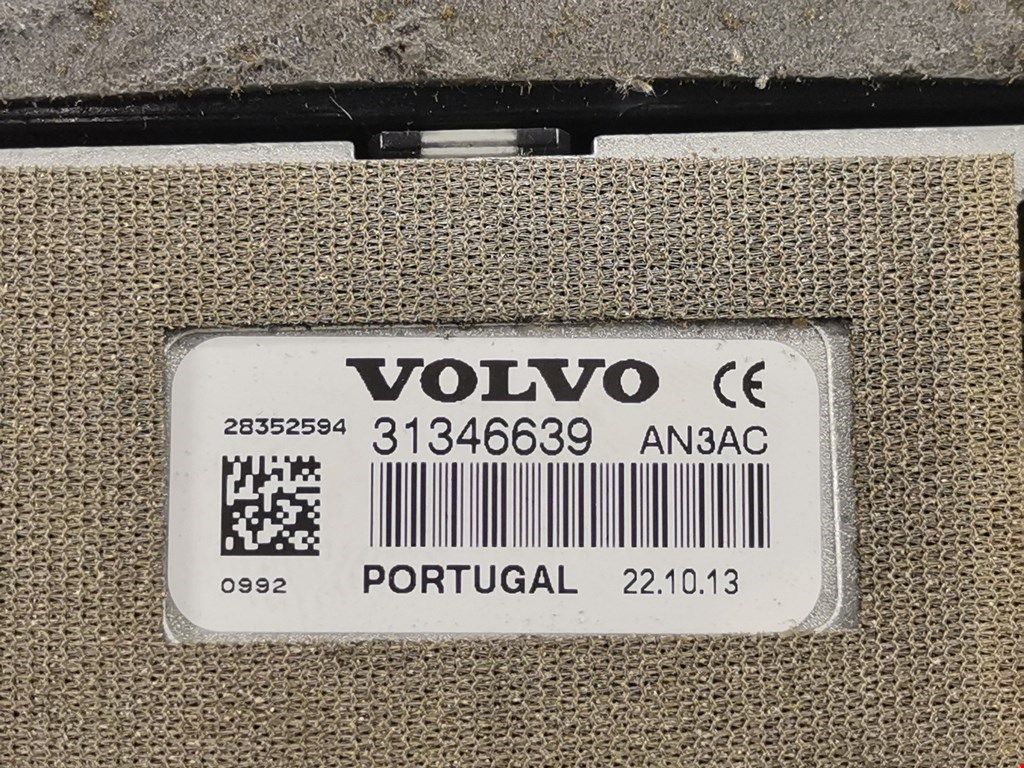 VOLVO CE
28352594 31346639 AN3AC
0992 PORTUGAL 22.10.13